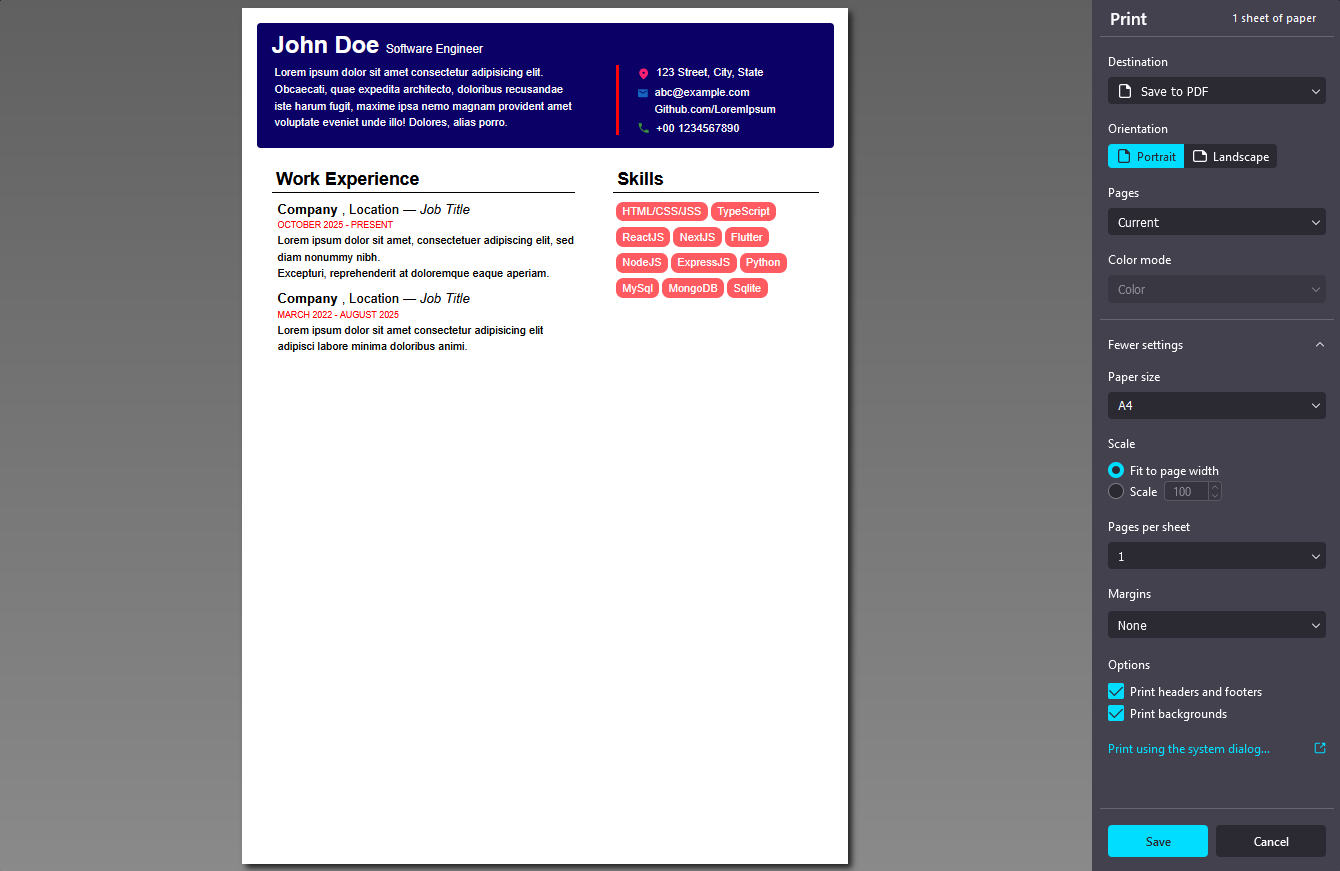 John Doe Software Engineer
Lorem ipsum dolor sit amet consectetur adipisicing elit.
Obcaecati, quae expedita architecto, doloribus recusandae
iste harum fugit, maxime ipsa nemo magnam provident amet
voluptate eveniet unde illo! Dolores, alias porro.
123 Street, City, State
abc@example.com
Github.com/LoremIpsum
+00 1234567890
Work Experience
Company , Location — Job Title
OCTOBER 2025 - PRESENT
Lorem ipsum dolor sit amet, consectetuer adipiscing elit, sed
diam nonummy nibh.
Excepturi, reprehenderit at doloremque eaque aperiam.
Company , Location — Job Title
MARCH 2022 - AUGUST 2025
Lorem ipsum dolor sit amet consectetur adipisicing elit
adipisci labore minima doloribus animi.
Skills
HTML/CSS/JSS TypeScript
ReactJS NextJS Flutter
NodeJS ExpressJS Python
MySql MongoDB Sqlite
Print 1 sheet of paper
Destination
Save to PDF
Orientation
Portrait Landscape
Pages
Current
Color mode
Color
Fewer settings
Paper size
A4
Scale
Fit to page width
Scale 100
Pages per sheet
1
Margins
None
Options
Print headers and footers
Print backgrounds
Print using the system dialog...
Save Cancel